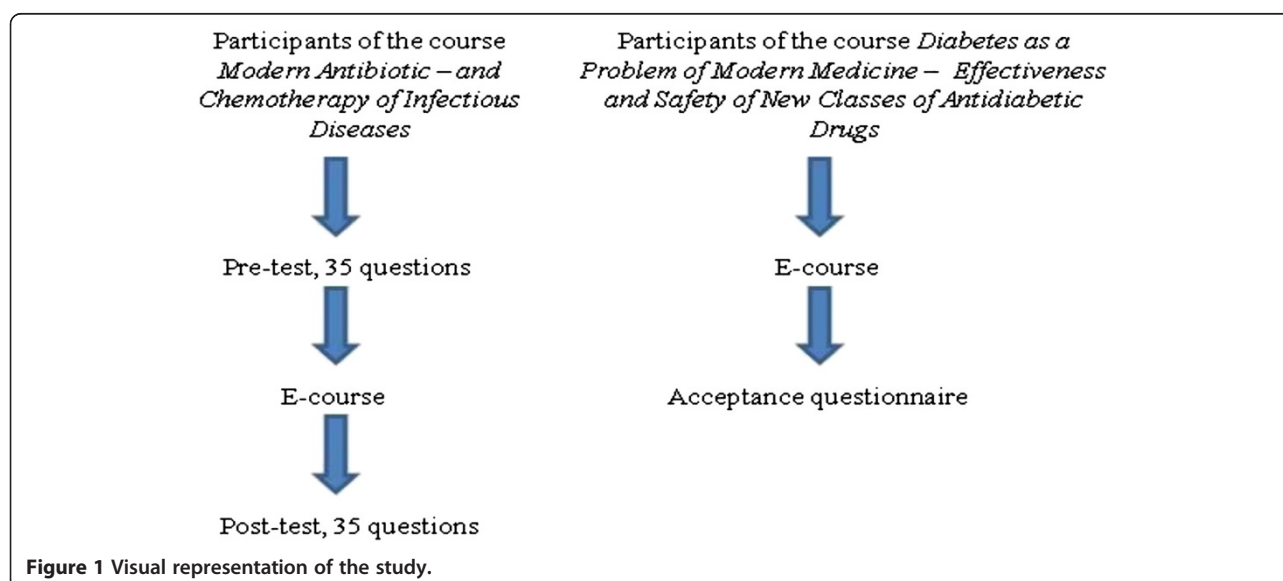 Participants of the course
Modern Antibiotic – and
Chemotherapy of Infectious
Diseases
Pre-test, 35 questions
E-course
Post-test, 35 questions
Participants of the course Diabetes as a
Problem of Modern Medicine – Effectiveness
and Safety of New Classes of Antidiabetic
Drugs
E-course
Acceptance questionnaire
Figure 1 Visual representation of the study.